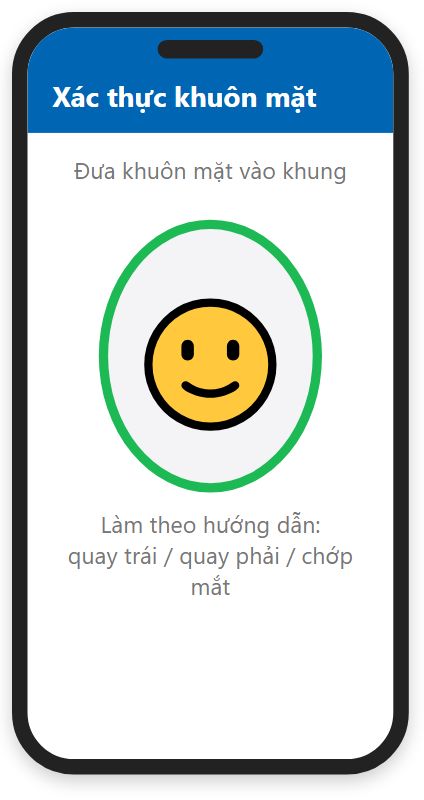 Xác thực khuôn mặt
Đưa khuôn mặt vào khung
Làm theo hướng dẫn:
quay trái / quay phải / chớp
mắt